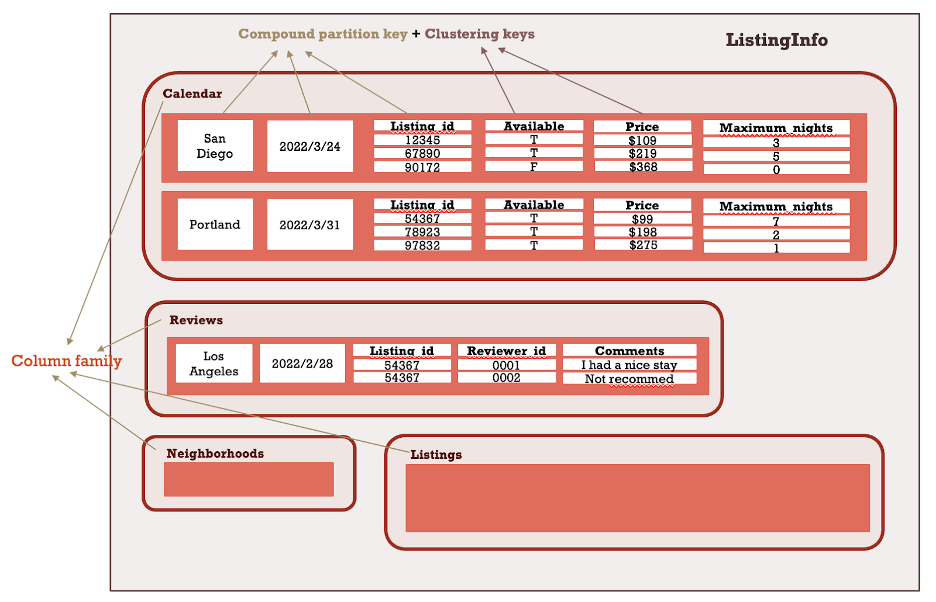 Compound partition key + Clustering keys
ListingInfo
Calendar
San
Diego
2022/3/24
Listing_id Available Price Maximum_nights
12345 T $109 3
67890 T $219 5
90172 F $368 0
Portland
2022/3/31
Listing_id Available Price Maximum_nights
54367 T $99 7
78923 T $198 2
97832 T $275 1
Reviews
Column family
Los
Angeles
2022/2/28
Listing_id Reviewer_id Comments
54367 0001 I had a nice stay
54367 0002 Not recommed
Neighborhoods
Listings